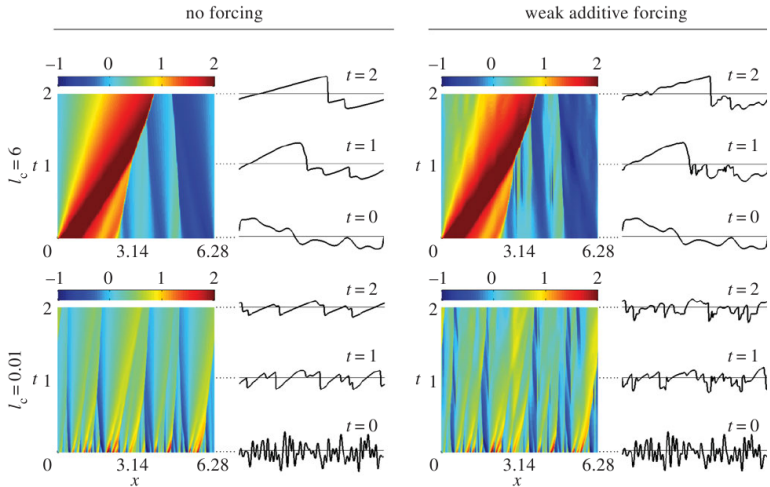 no forcing
weak additive forcing
−1 0 1 2
−1 0 1 2
2
t 1
0 3.14 6.28
t = 2
t = 1
t = 0
2
t 1
0 3.14 6.28
t = 2
t = 1
t = 0
l_c = 6
−1 0 1 2
−1 0 1 2
2
t 1
0 3.14 6.28
x
t = 2
t = 1
t = 0
2
t 1
0 3.14 6.28
x
t = 2
t = 1
t = 0
l_c = 0.01